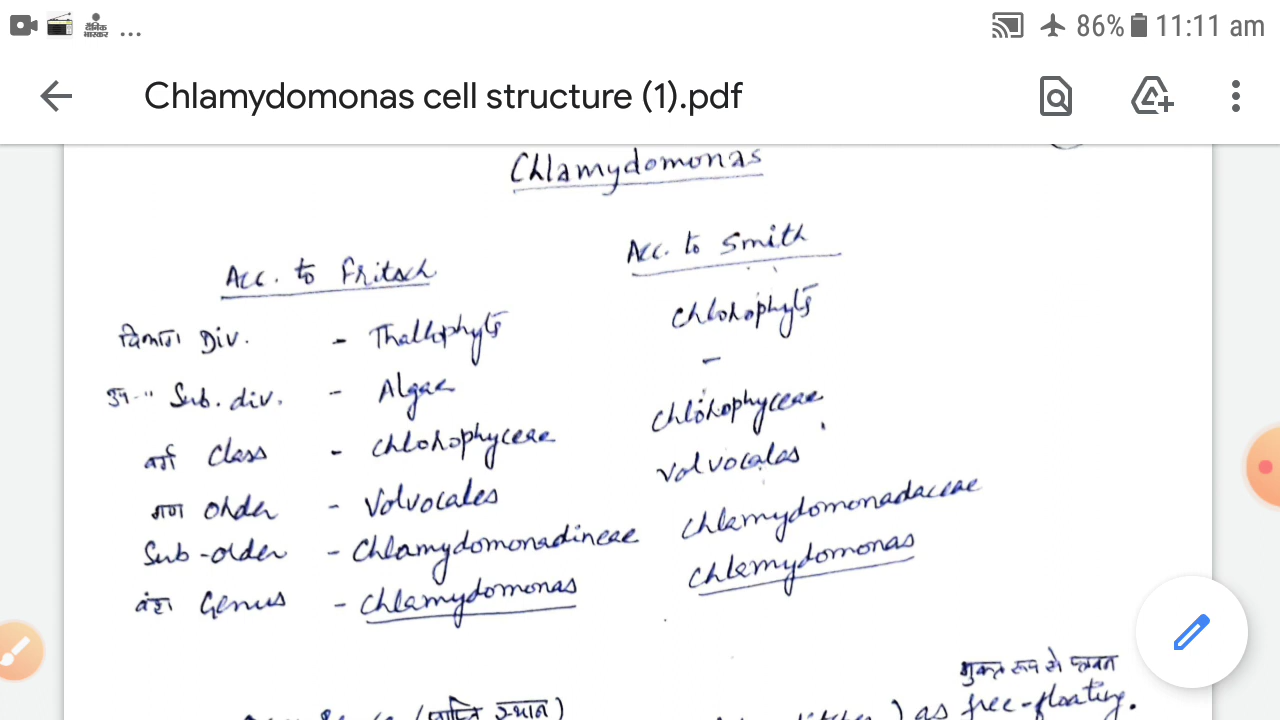 दैनिक भास्कर ... 86% 11:11 am
Chlamydomonas cell structure (1).pdf
Chlamydomonas
Acc. to Fritsch Acc. to Smith
विभाग Div. - Thallophyta Chlorophyta
उप-" Sub. div. - Algae -
वर्ग Class - Chlorophyceae Chlorophyceae
गण Order - Volvocales Volvocales
Sub-order - Chlamydomonadineae Chlamydomonadaceae
वंश Genus - Chlamydomonas Chlamydomonas
मुक्त रूप से प्लवन
(प्राप्ति स्थान) ) as free-floating.